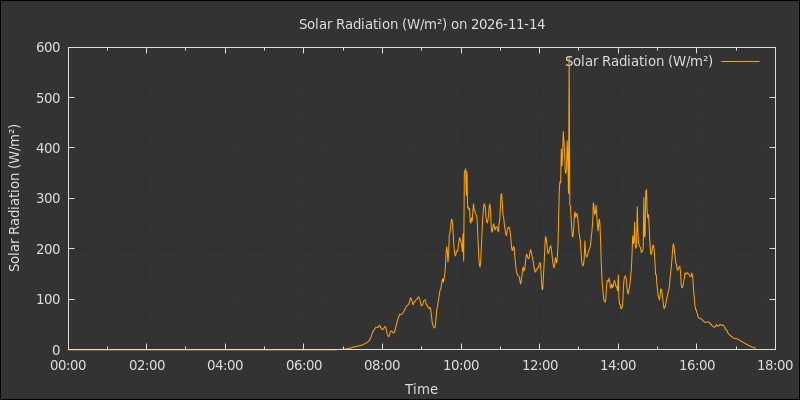 Solar Radiation (W/m²) on 2026-11-14
Solar Radiation (W/m²)
600
500
400
300
200
100
0
Solar Radiation (W/m²)
00:00 02:00 04:00 06:00 08:00 10:00 12:00 14:00 16:00 18:00
Time